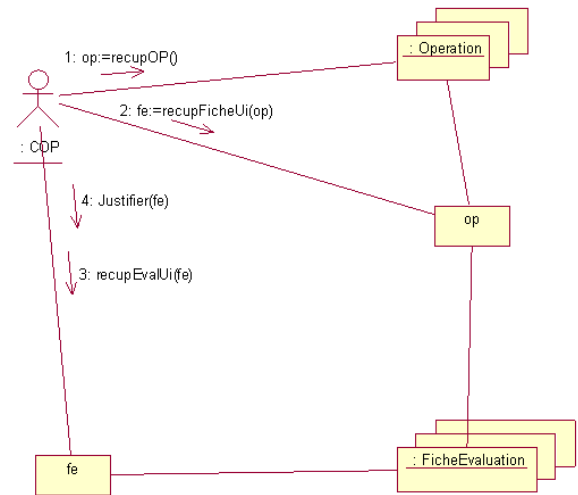 1: op:=recupOP()
: Operation
2: fe:=recupFicheUi(op)
: COP
4: Justifier(fe)
op
3: recupEvalUi(fe)
fe
: FicheEvaluation